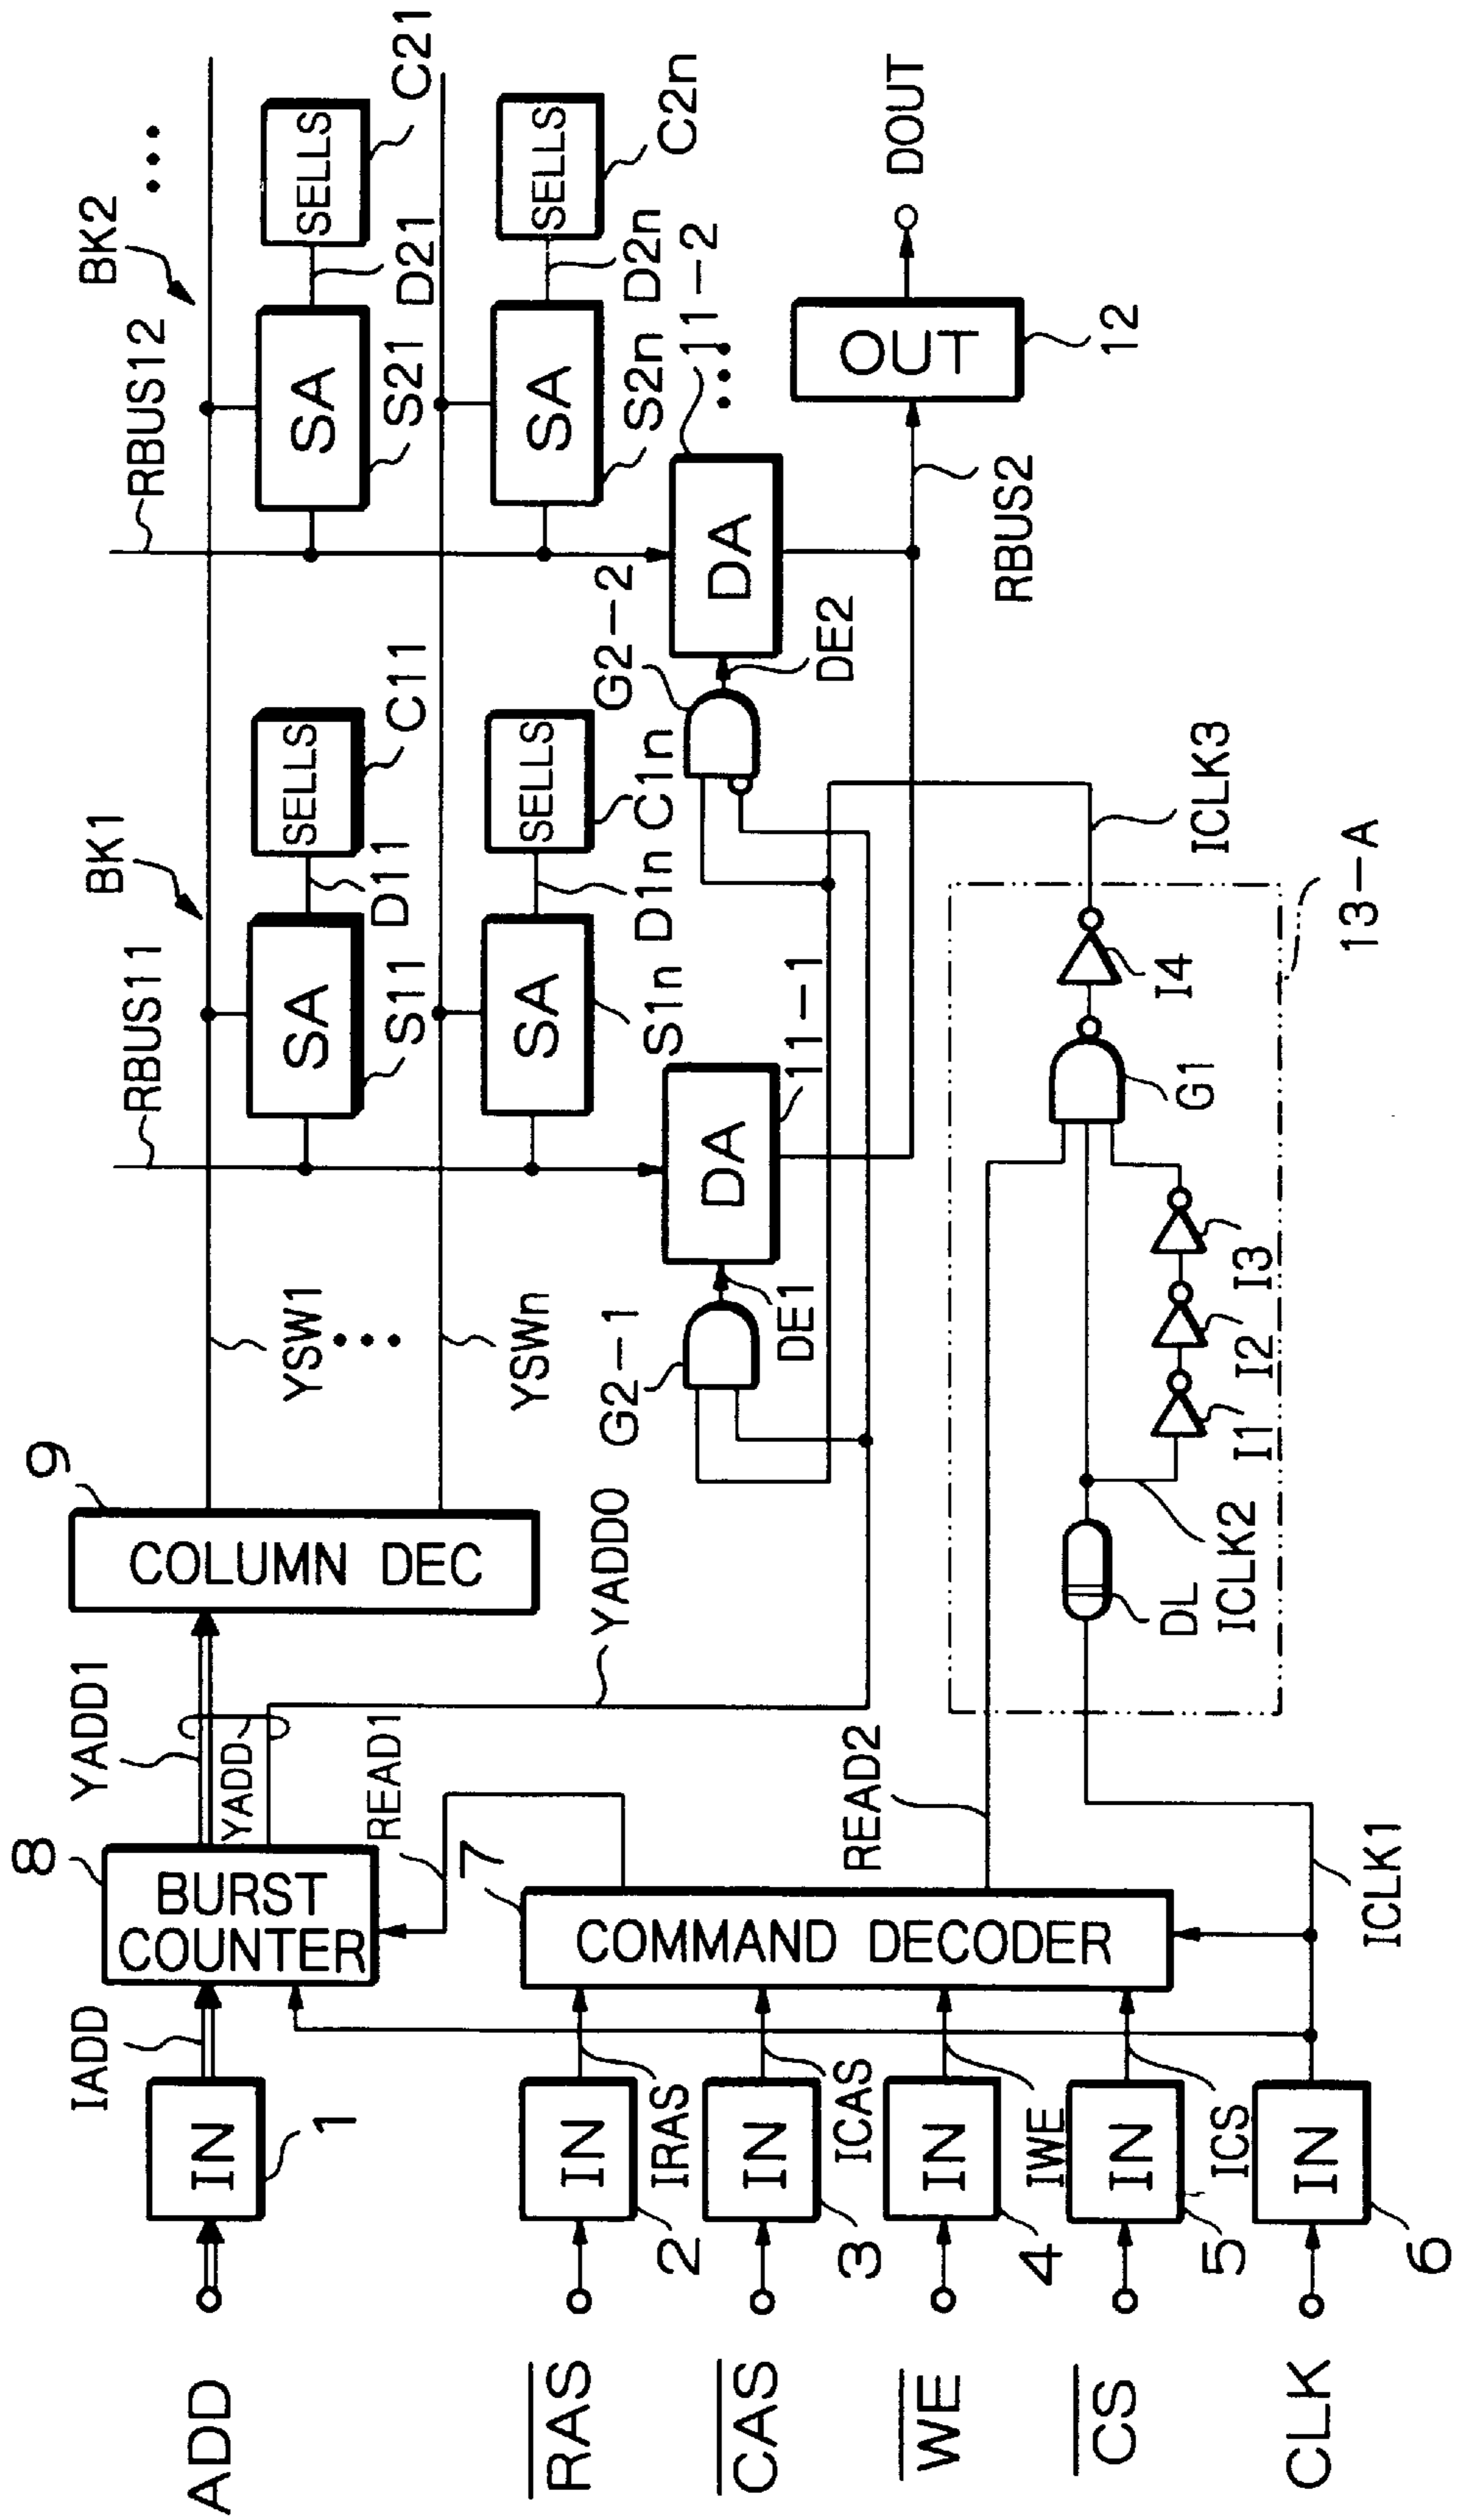 ADD
RAS
CAS
WE
CS
CLK
IN
1
IN
2
IN
3
IN
4
IN
5
IN
6
IADD
IRAS
ICAS
IWE
ICS
ICLK1
8
BURST
COUNTER
7
COMMAND DECODER
READ1
READ2
YADD1
YADD
YADD0
9
COLUMN DEC
YSW1
YSWn
DL
ICLK2
I1
I2
I3
G1
I4
13-A
ICLK3
G2-1
DE1
DA
11-1
RBUS11
BK1
SA
S11
D11
SELLS
C11
SA
S1n
D1n
SELLS
C1n
G2-2
DE2
DA
11-2
RBUS12
BK2
SA
S21
D21
SELLS
C21
SA
S2n
D2n
SELLS
C2n
RBUS2
OUT
12
DOUT